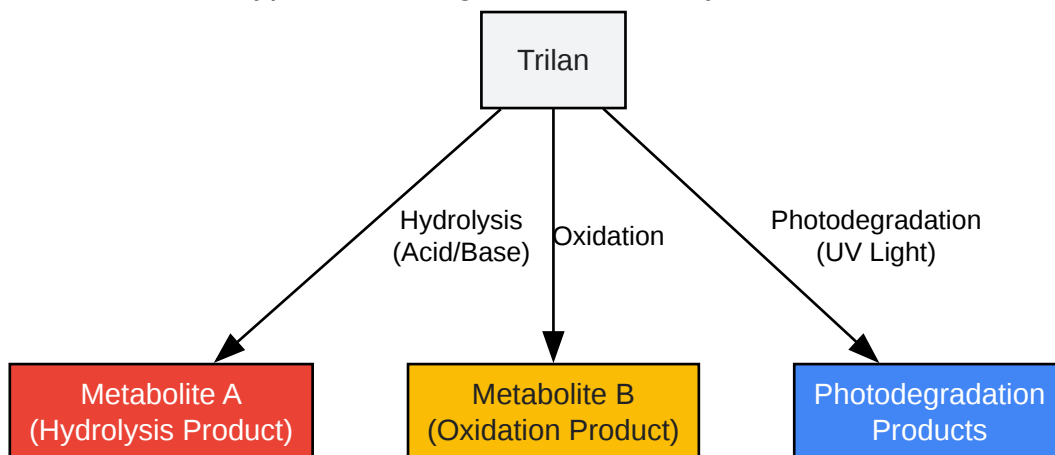 Trilan
Hydrolysis
(Acid/Base)
Oxidation
Photodegradation
(UV Light)
Metabolite A
(Hydrolysis Product)
Metabolite B
(Oxidation Product)
Photodegradation
Products